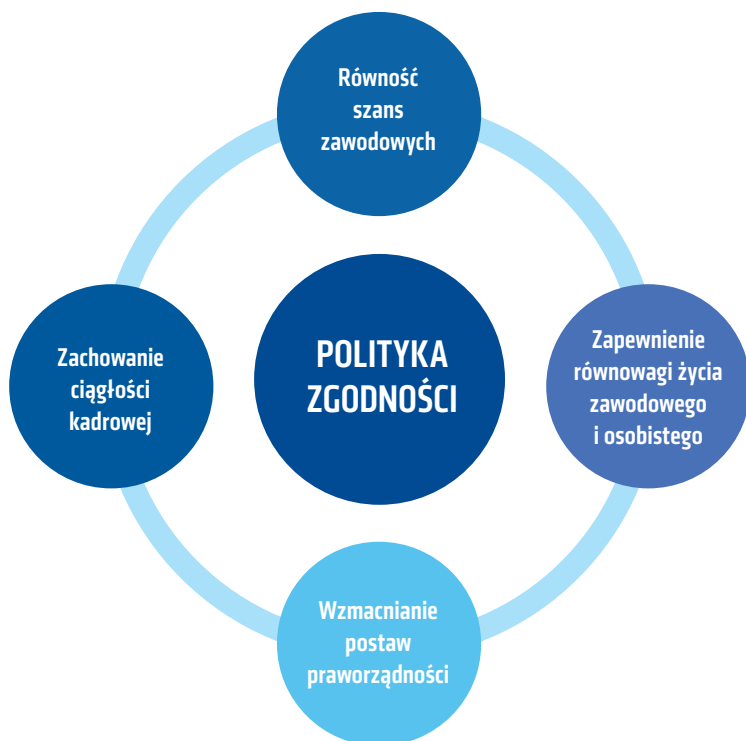 Równość
szans
zawodowych
Zachowanie
ciągłości
kadrowej
POLITYKA
ZGODNOŚCI
Zapewnienie
równowagi życia
zawodowego
i osobistego
Wzmacnianie
postaw
praworządności